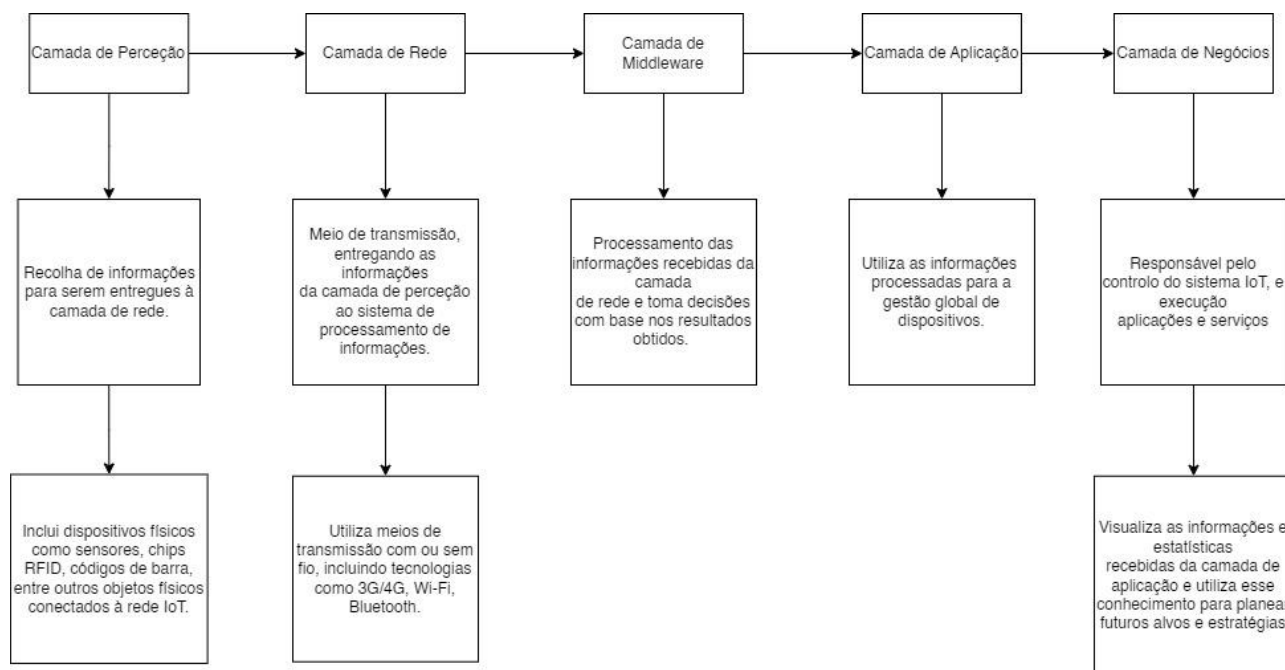 Camada de Perceção
Camada de Rede
Camada de
Middleware
Camada de Aplicação
Camada de Negócios
Recolha de informações
para serem entregues à
camada de rede.
Meio de transmissão,
entregando as
informações
da camada de perceção
ao sistema de
processamento de
informações.
Processamento das
informações recebidas da
camada
de rede e toma decisões
com base nos resultados
obtidos.
Utiliza as informações
processadas para a
gestão global de
dispositivos.
Responsável pelo
controlo do sistema IoT, e
execução
aplicações e serviços
Inclui dispositivos físicos
como sensores, chips
RFID, códigos de barra,
entre outros objetos físicos
conectados à rede IoT.
Utiliza meios de
transmissão com ou sem
fio, incluindo tecnologias
como 3G/4G, Wi-Fi,
Bluetooth.
Visualiza as informações e
estatísticas
recebidas da camada de
aplicação e utiliza esse
conhecimento para planear
futuros alvos e estratégias